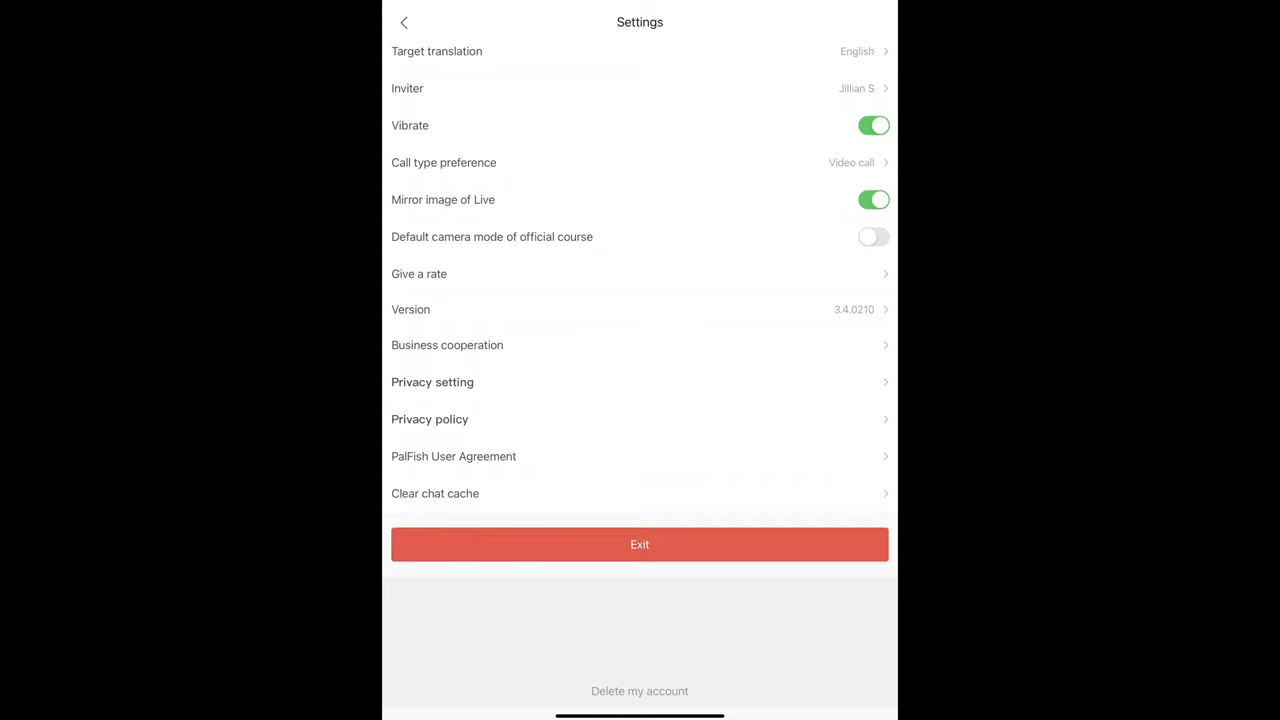 Settings
Target translation English
Inviter Jillian S
Vibrate
Call type preference Video call
Mirror image of Live
Default camera mode of official course
Give a rate
Version 3.4.0210
Business cooperation
Privacy setting
Privacy policy
PalFish User Agreement
Clear chat cache
Exit
Delete my account